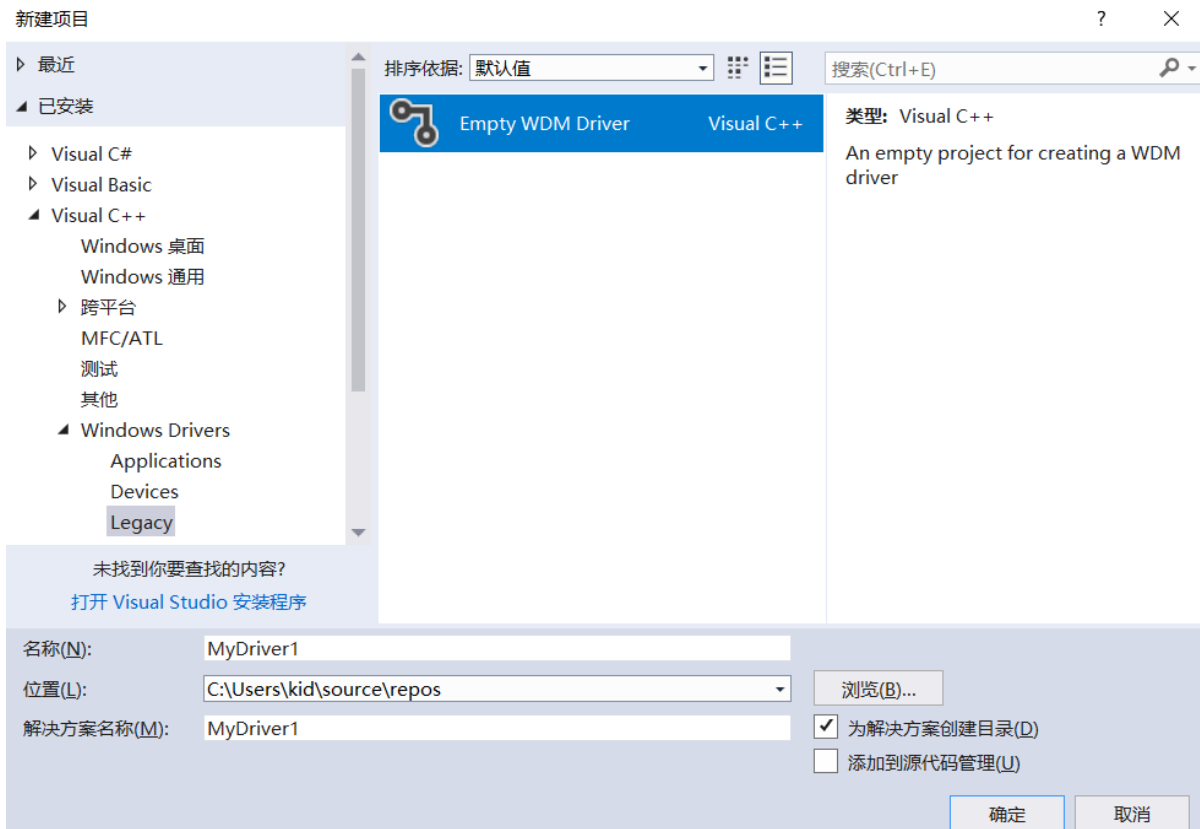 新建项目
?
最近
已安装
Visual C#
Visual Basic
Visual C++
Windows 桌面
Windows 通用
跨平台
MFC/ATL
测试
其他
Windows Drivers
Applications
Devices
Legacy
未找到你要查找的内容?
打开 Visual Studio 安装程序
排序依据: 默认值
搜索(Ctrl+E)
Empty WDM Driver Visual C++
类型: Visual C++
An empty project for creating a WDM
driver
名称(N): MyDriver1
位置(L): C:\Users\kid\source\repos 浏览(B)...
解决方案名称(M): MyDriver1
为解决方案创建目录(D)
添加到源代码管理(U)
确定 取消